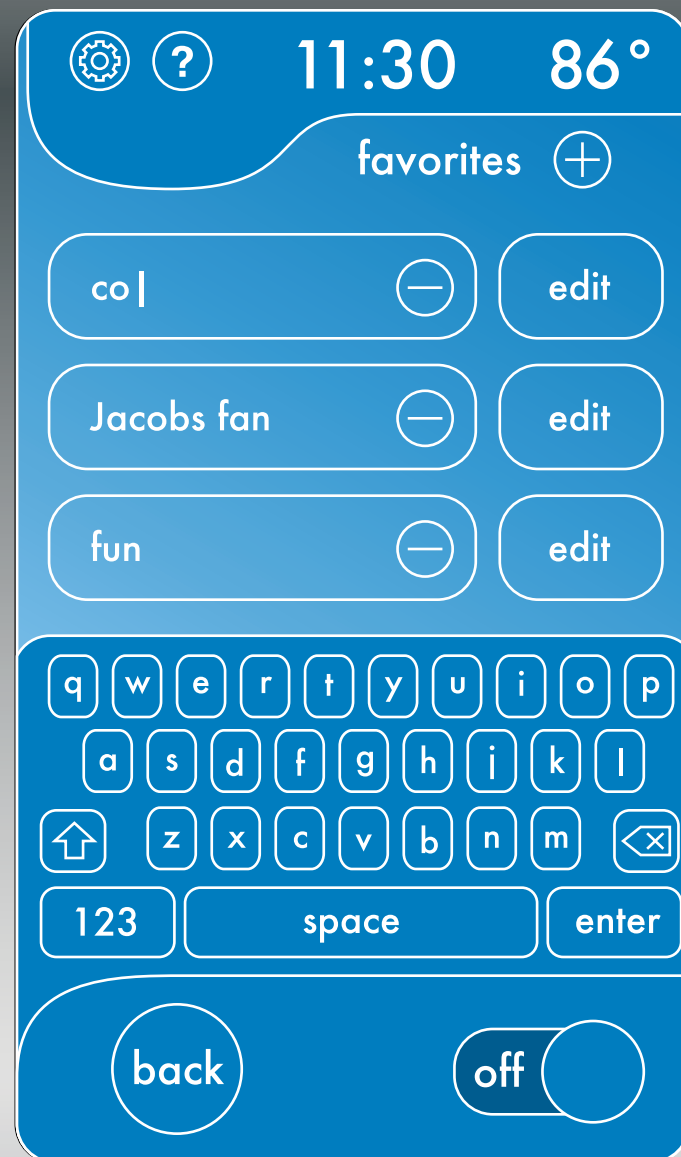 ? 11:30 86°
favorites
co edit
Jacobs fan edit
fun edit
q w e r t y u i o p
a s d f g h j k l
z x c v b n m
123 space enter
back off